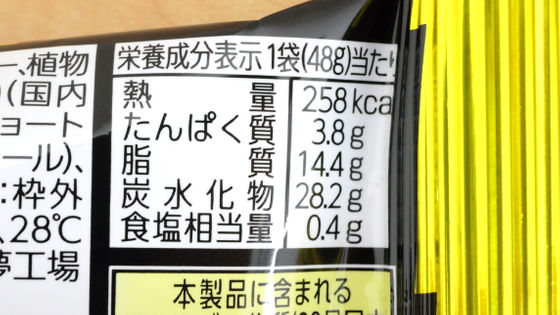 ー、植物
(国内
ョート
ール)、
:枠外
、28℃
夢工場
栄養成分表示 1袋(48g)当たり
熱量 258kca
たんぱく質 3.8g
脂質 14.4g
炭水化物 28.2g
食塩相当量 0.4g
本製品に含まれる